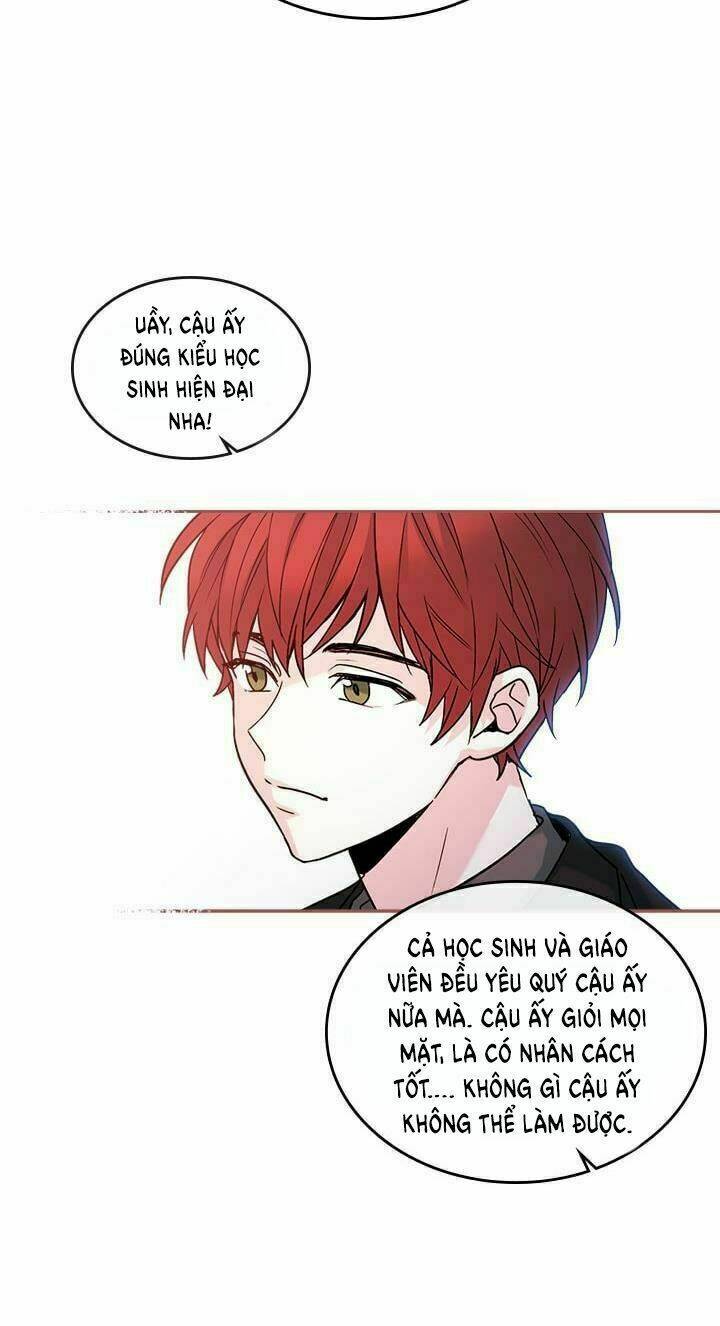 UẦY, CẬU ẤY
ĐÚNG KIỂU HỌC
SINH HIỆN ĐẠI
NHA!
CẢ HỌC SINH VÀ GIÁO
VIÊN ĐỀU YÊU QUÝ CẬU ẤY
NỮA MÀ. CẬU ẤY GIỎI MỌI
MẶT, LÀ CÓ NHÂN CÁCH
TỐT.... KHÔNG GÌ CẬU ẤY
KHÔNG THỂ LÀM ĐƯỢC.